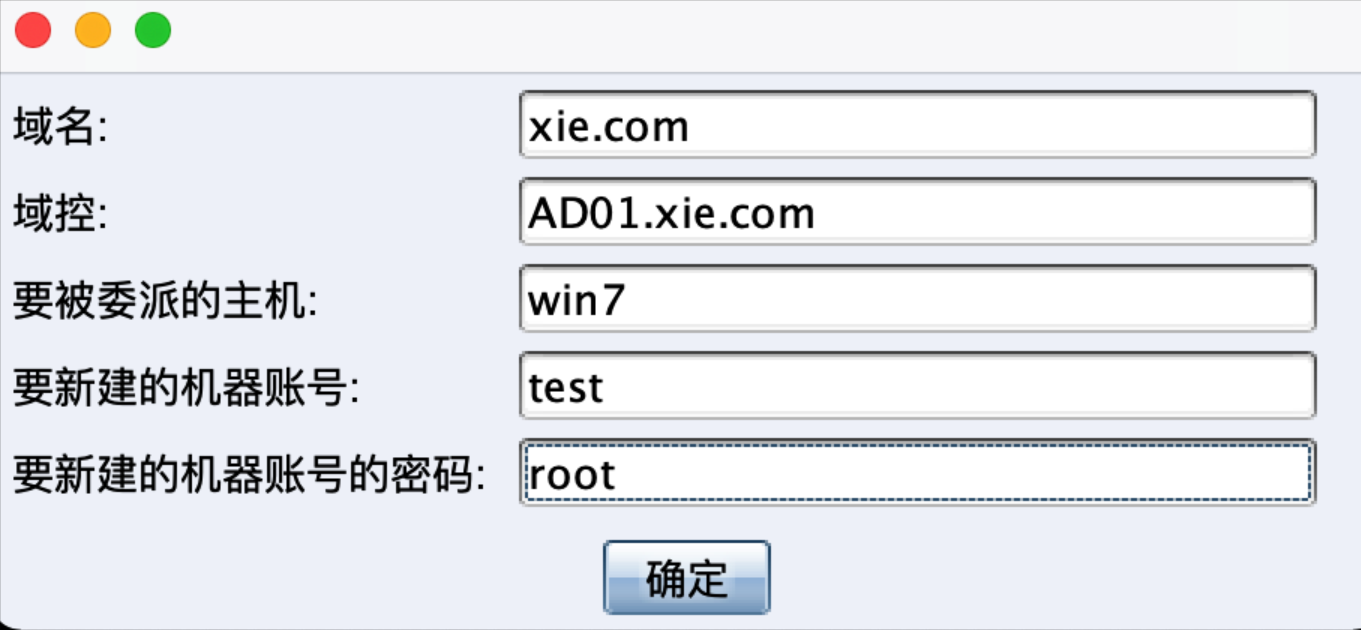 域名: xie.com
域控: AD01.xie.com
要被委派的主机: win7
要新建的机器账号: test
要新建的机器账号的密码: root
确定